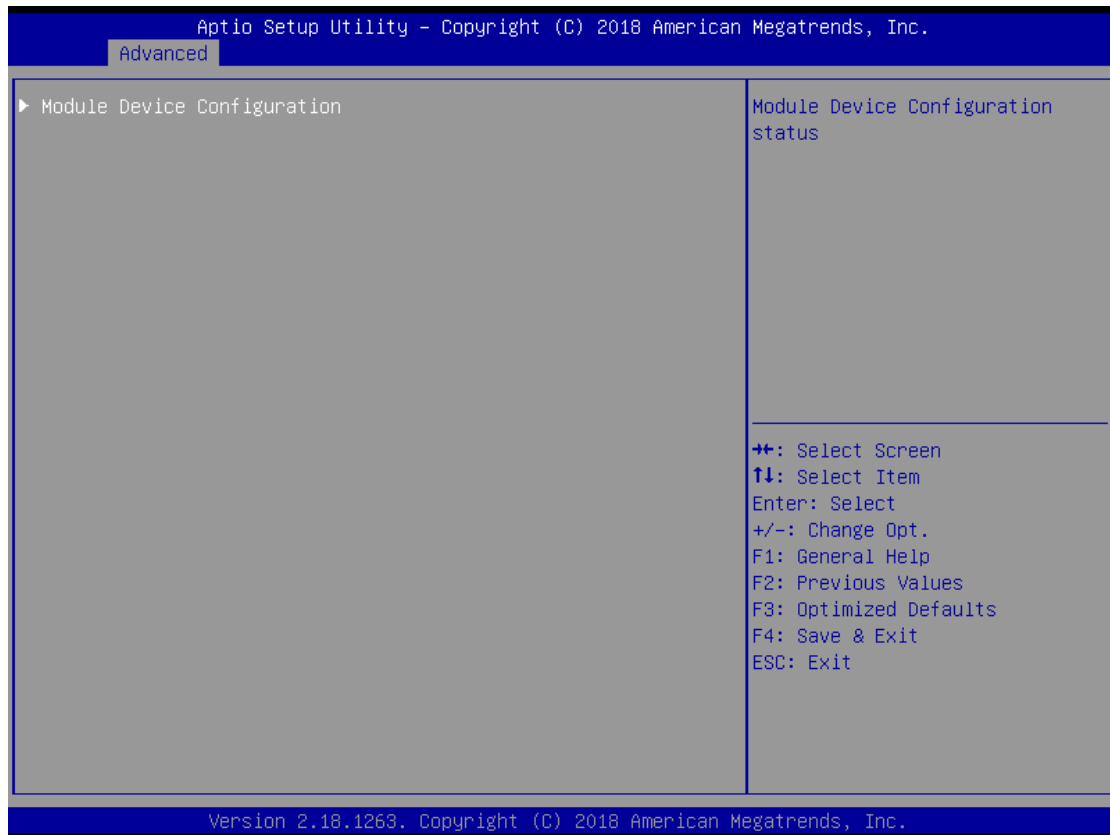 Aptio Setup Utility – Copyright (C) 2018 American Megatrends, Inc.
Advanced
▶ Module Device Configuration
Module Device Configuration
status
→←: Select Screen
↑↓: Select Item
Enter: Select
+/-: Change Opt.
F1: General Help
F2: Previous Values
F3: Optimized Defaults
F4: Save & Exit
ESC: Exit
Version 2.18.1263. Copyright (C) 2018 American Megatrends, Inc.